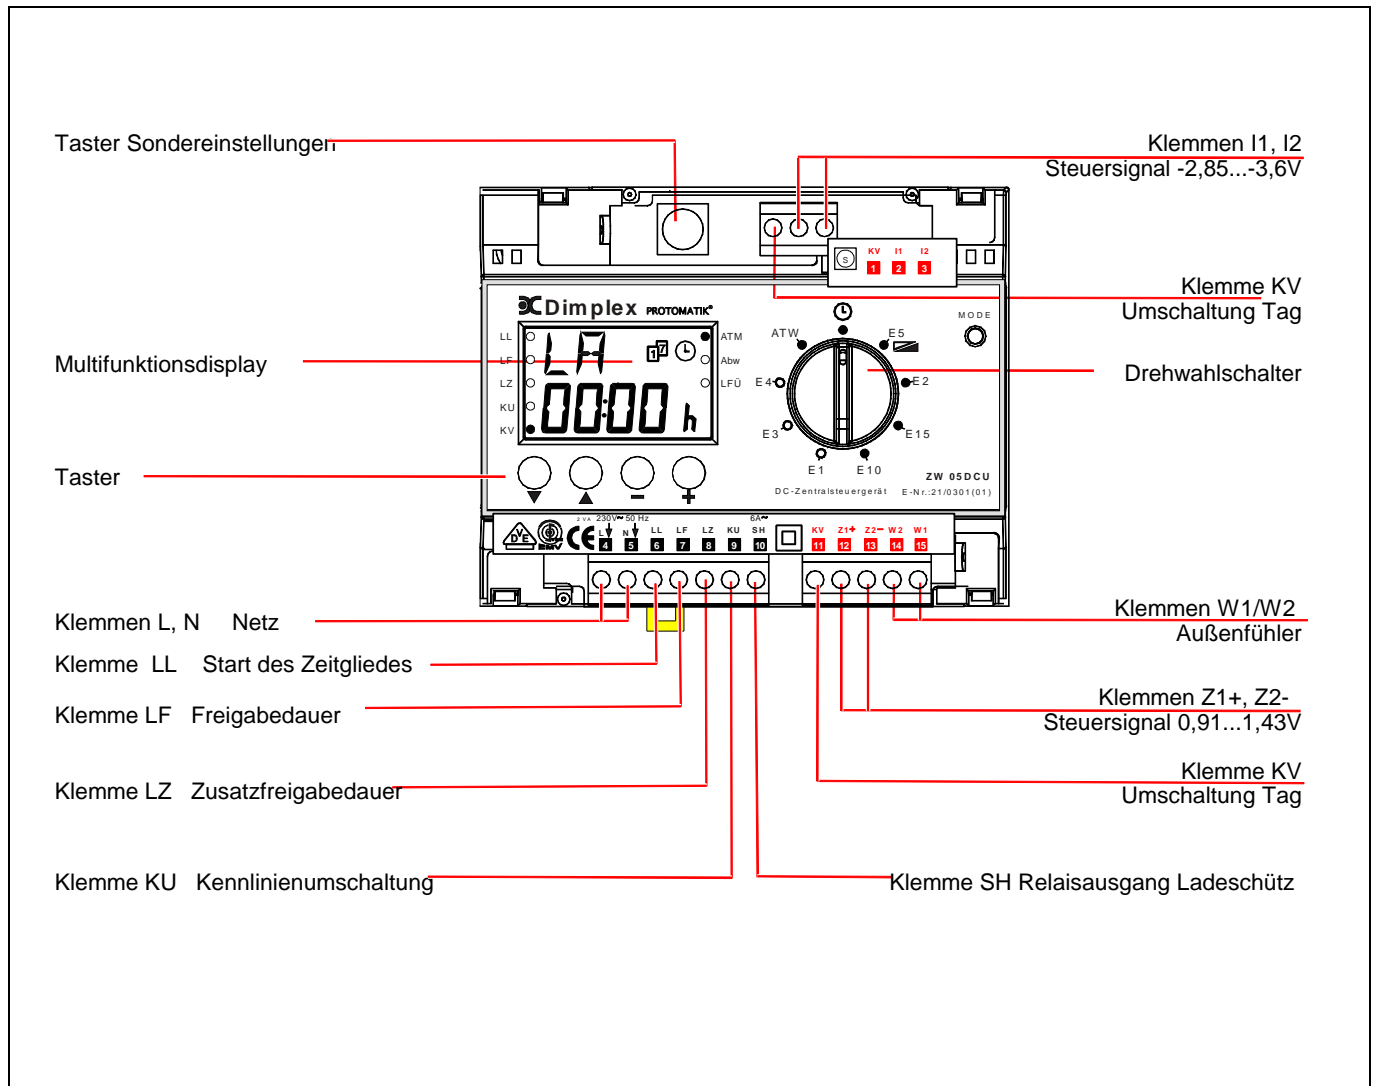 Taster Sondereinstellungen
Klemmen I1, I2
Steuersignal -2,85...-3,6V
S
KV I1 I2
1 2 3
Klemme KV
Umschaltung Tag
Dimplex PROTOMATIK®
MODE
LL
LF
LZ
KU
KV
LA
17
00:00 h
ATM
Abw
LFÜ
ATW
E5
E4
E2
E3
E15
E1
E10
Multifunktionsdisplay
Drehwahlschalter
Taster
ZW 05DCU
DC-Zentralsteuergerät E-Nr.:21/0301(01)
2 VA 230V~ 50 Hz 6A~
VDE EMV CE
L N LL LF LZ KU SH
4 5 6 7 8 9 10
KV Z1+ Z2- W2 W1
11 12 13 14 15
Klemmen L, N Netz
Klemmen W1/W2
Außenfühler
Klemme LL Start des Zeitgliedes
Klemme LF Freigabedauer
Klemmen Z1+, Z2-
Steuersignal 0,91...1,43V
Klemme LZ Zusatzfreigabedauer
Klemme KV
Umschaltung Tag
Klemme KU Kennlinienumschaltung
Klemme SH Relaisausgang Ladeschütz